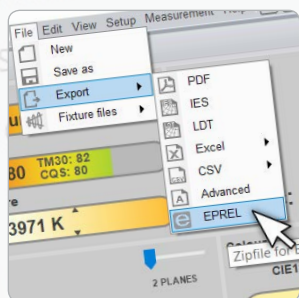 File Edit View Setup Measurement Help
New
Save as
Export
Fixture files
PDF
IES
LDT
Excel
CSV
Advanced
EPREL
Zipfile for
TM30: 82
80 CQS: 80
3971 K
2 PLANES
CIE1